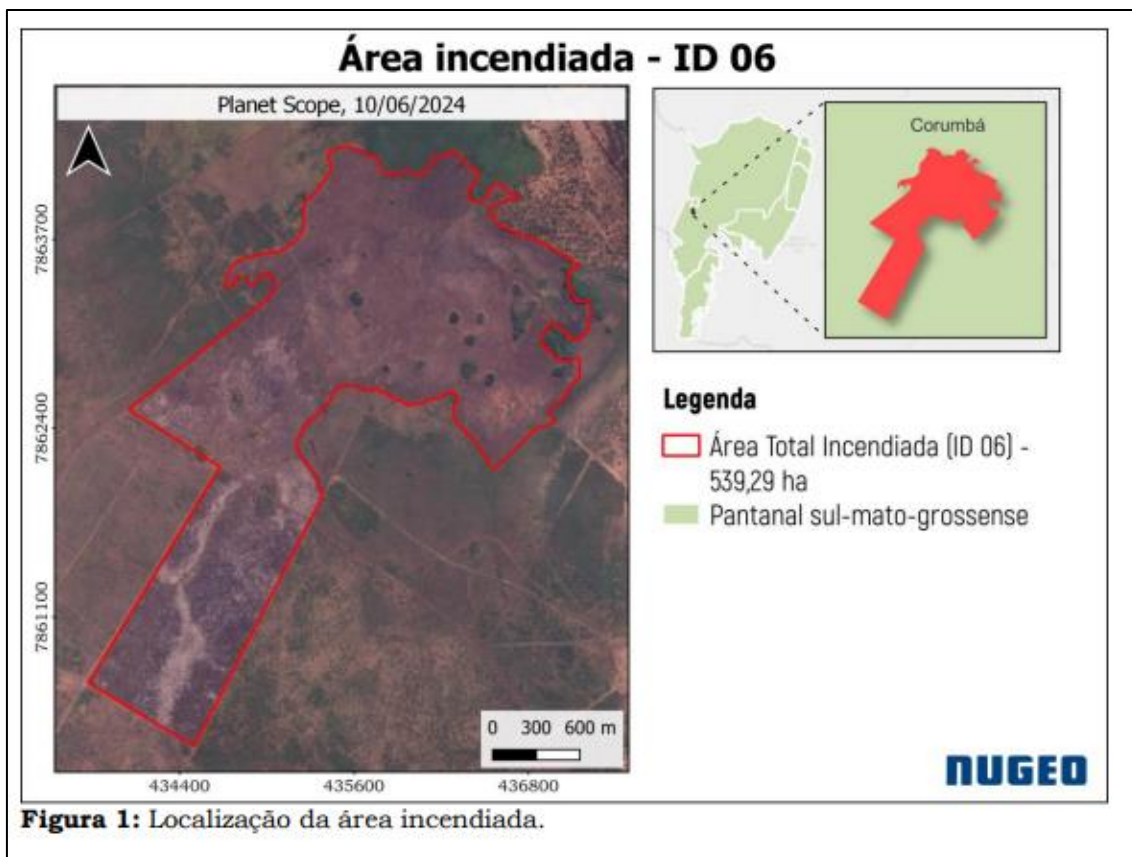 Área incendiada - ID 06
Planet Scope, 10/06/2024
7863700
7862400
7861100
0 300 600 m
434400 435600 436800
Corumbá
Legenda
Área Total Incendiada (ID 06) -
539,29 ha
Pantanal sul-mato-grossense
NUGEO
Figura 1: Localização da área incendiada.